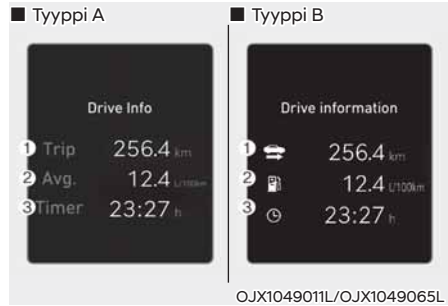 ■ Tyyppi A
Drive Info
1 Trip 256.4 km
2 Avg. 12.4 L/100km
3 Timer 23:27 h
■ Tyyppi B
Drive information
1 256.4 km
2 12.4 L/100km
3 23:27 h
OJX1049011L/OJX1049065L